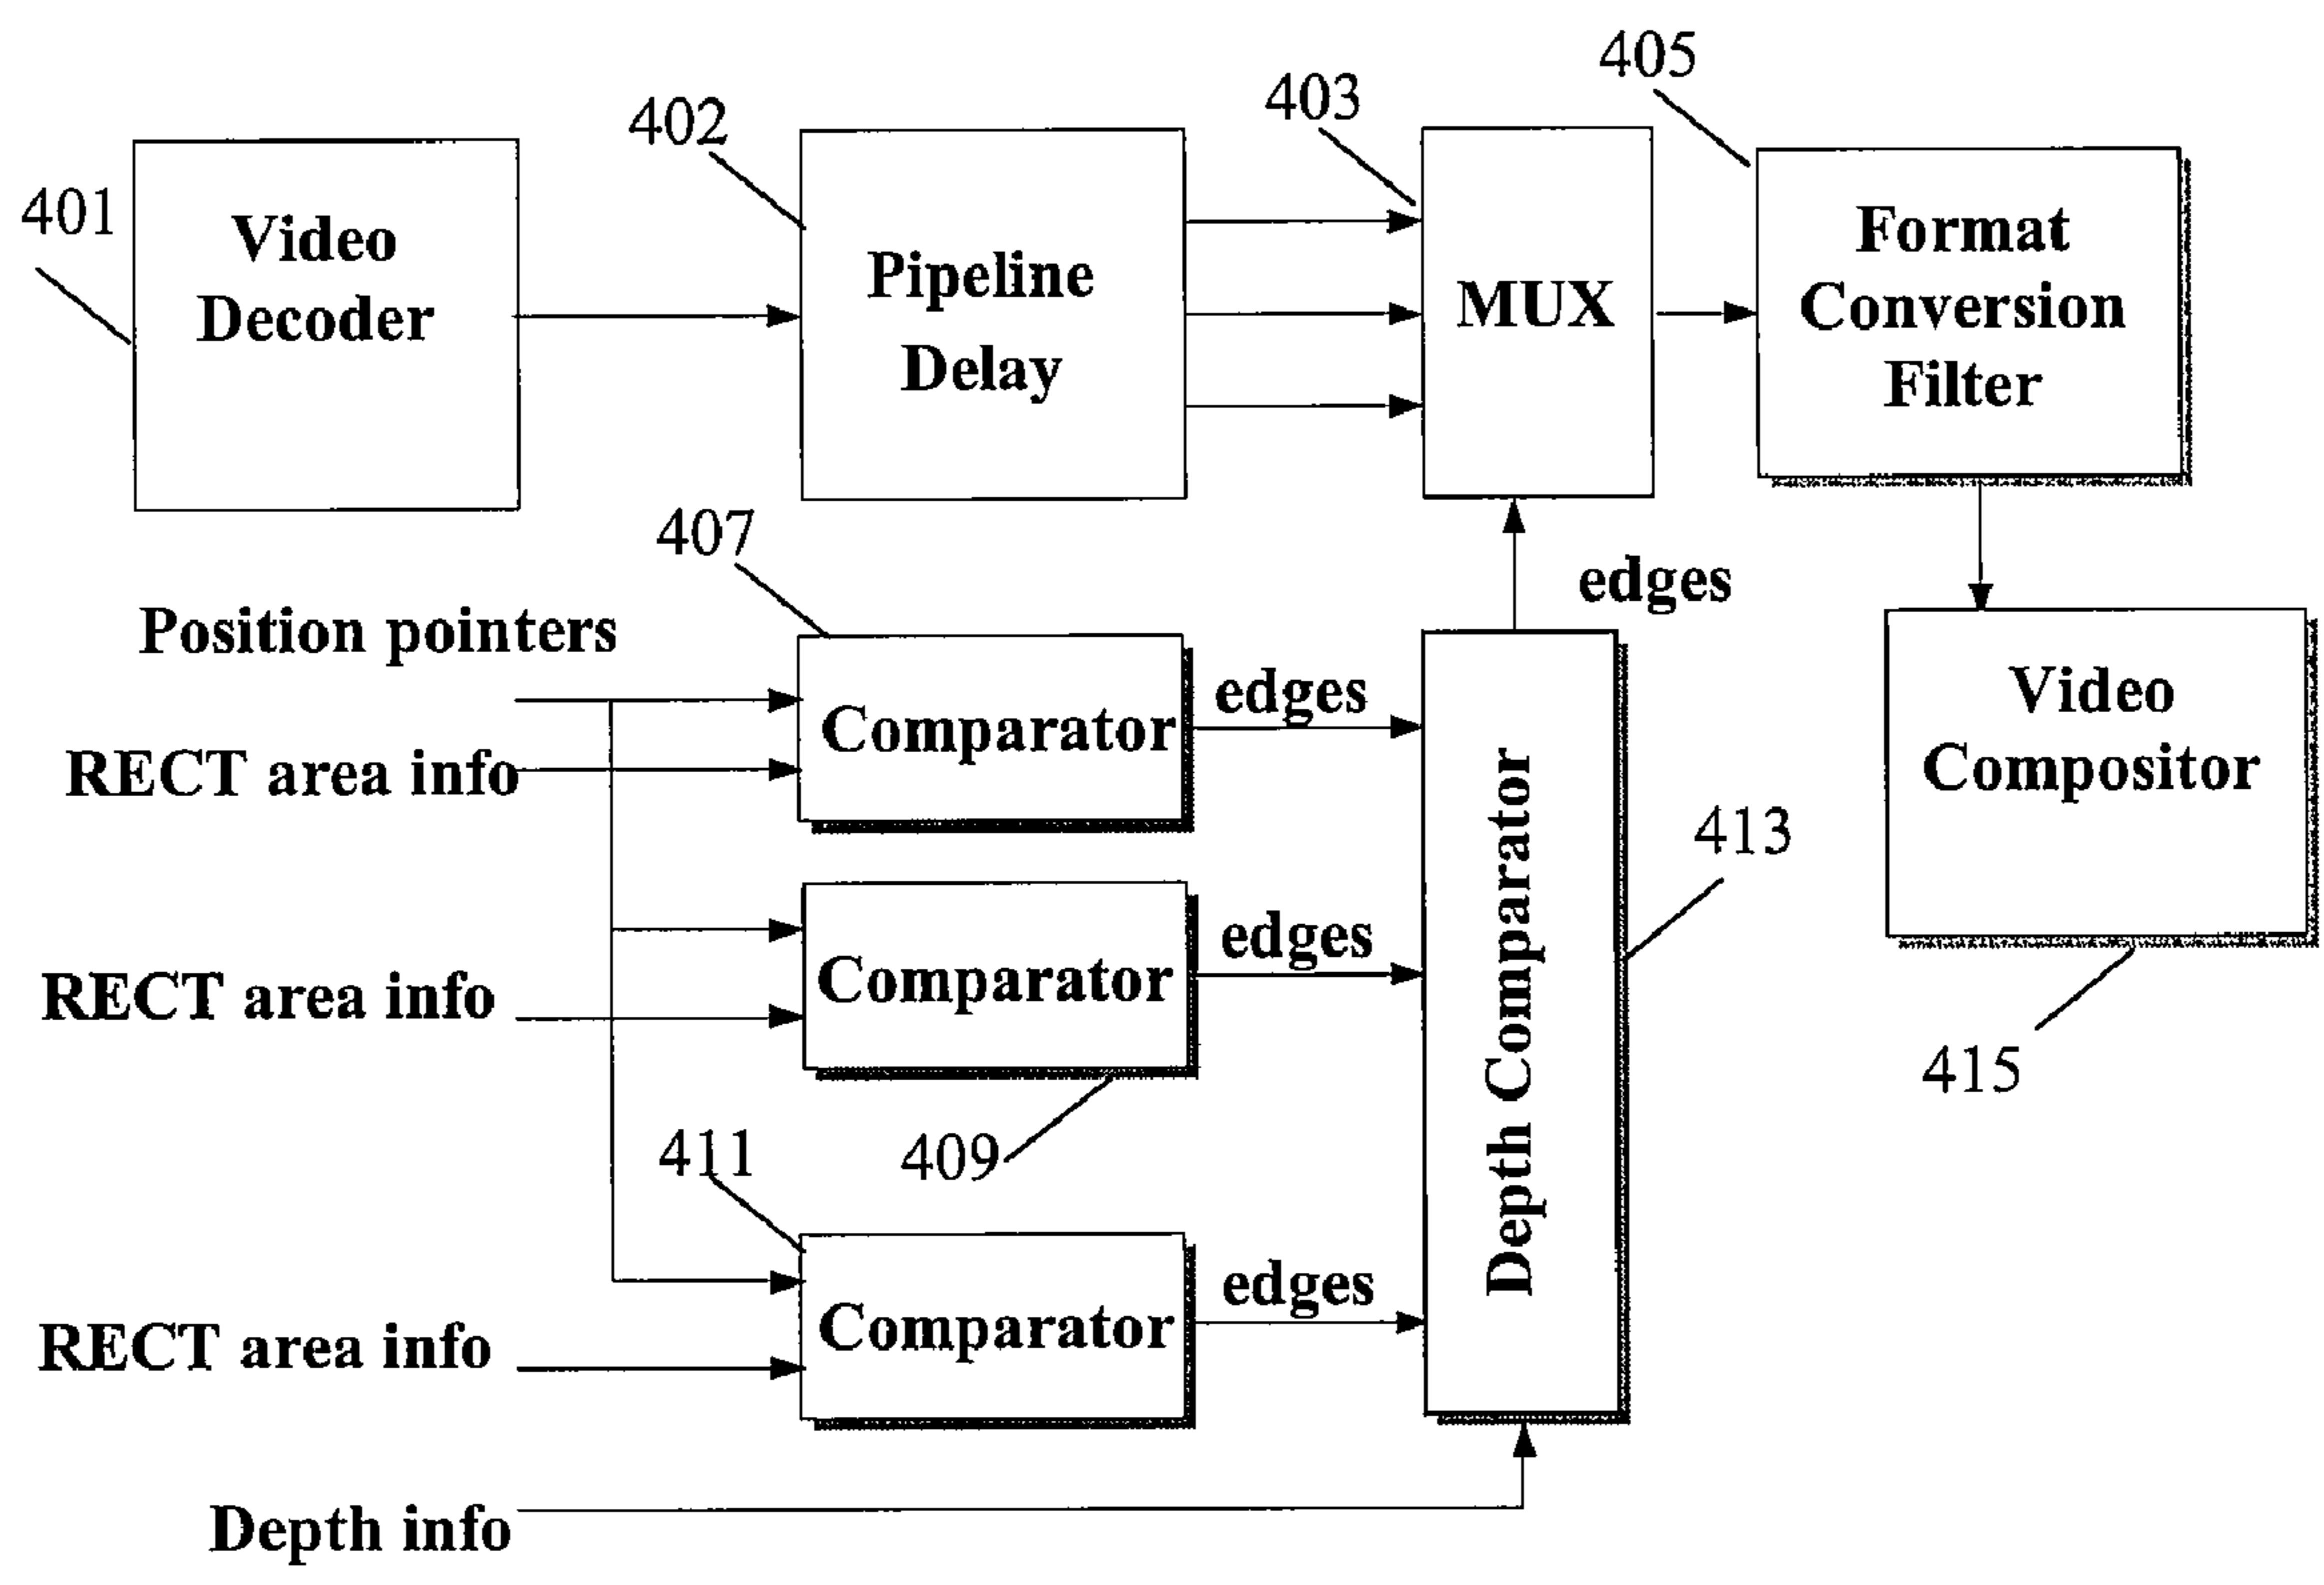 405
403
402
401
Video
Decoder
Pipeline
Delay
MUX
Format
Conversion
Filter
407
edges
Position pointers
Comparator
edges
RECT area info
Video
Compositor
413
Depth Comparator
Comparator
edges
RECT area info
415
411
409
Comparator
edges
RECT area info
Depth info